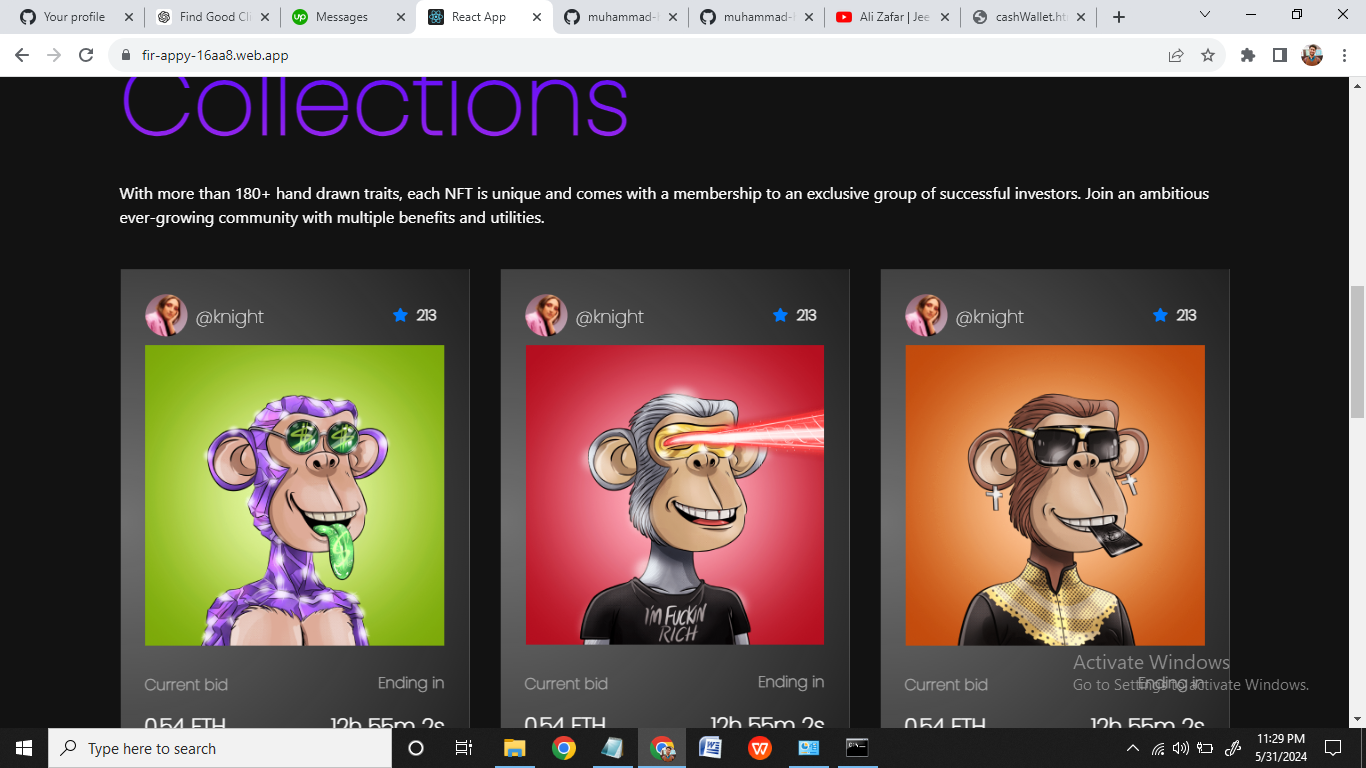 Your profile
Find Good Cli
up Messages
React App
muhammad-
muhammad-
Ali Zafar | Jee
cashWallet.ht
fir-appy-16aa8.web.app
Collections
With more than 180+ hand drawn traits, each NFT is unique and comes with a membership to an exclusive group of successful investors. Join an ambitious
ever-growing community with multiple benefits and utilities.
@knight 213
@knight 213
@knight 213
I'M FUCKIN
RICH
Current bid Ending in
Current bid Ending in
Current bid Ending in
0.54 ETH 12h 55m 2s
0.54 ETH 12h 55m 2s
0.54 ETH 12h 55m 2s
Activate Windows
Go to Settings to activate Windows.
Type here to search
11:29 PM
5/31/2024